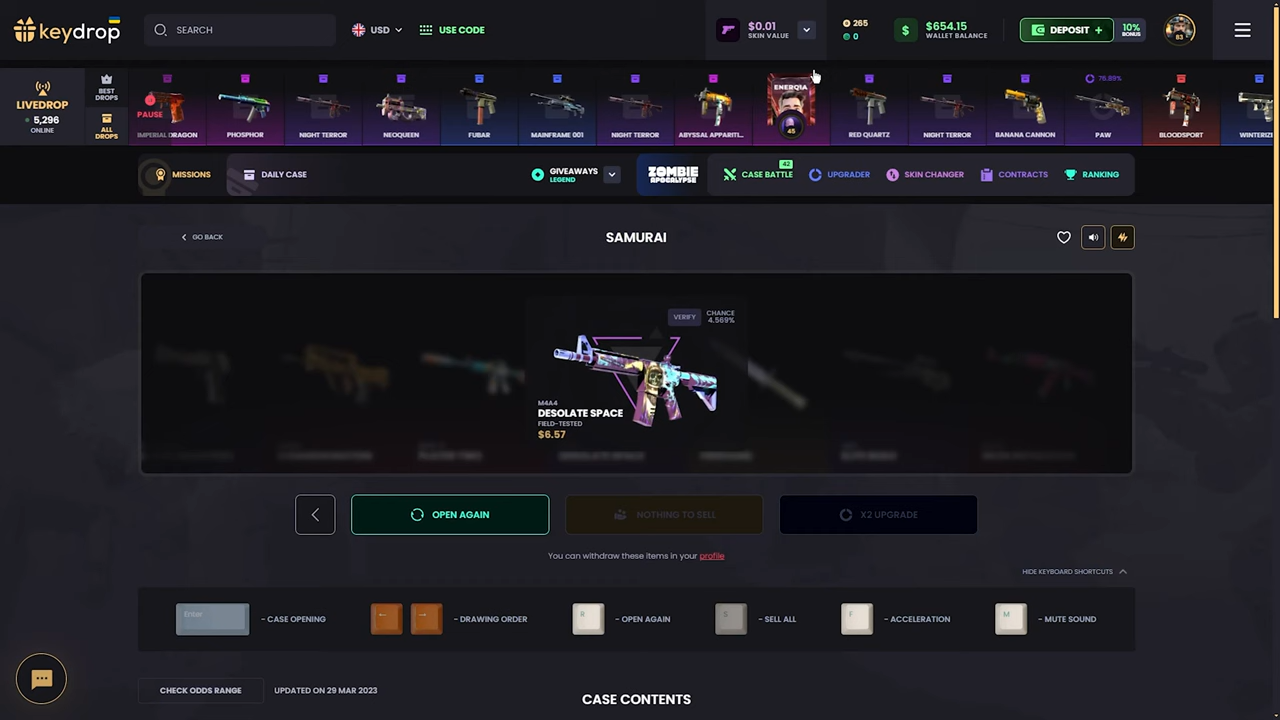 keydrop
SEARCH
USD
USE CODE
$0.01
SKIN VALUE
265
0
$
$654.15
WALLET BALANCE
DEPOSIT +
10%
BONUS
83
LIVEDROP
5,296
ONLINE
BEST
DROPS
ALL
DROPS
PAUSE
IMPERIAL DRAGON
PHOSPHOR
NIGHT TERROR
NEOQUEEN
FUBAR
MAINFRAME 001
NIGHT TERROR
ABYSSAL APPARITI...
ENERQIA
45
RED QUARTZ
NIGHT TERROR
BANANA CANNON
76.89%
PAW
BLOODSPORT
WINTERIZE
MISSIONS
DAILY CASE
GIVEAWAYS
LEGEND
ZOMBIE
APOCALYPSE
42
CASE BATTLE
UPGRADER
SKIN CHANGER
CONTRACTS
RANKING
GO BACK
SAMURAI
VERIFY
CHANCE
4.569%
M4A4
DESOLATE SPACE
FIELD-TESTED
$6.57
OPEN AGAIN
NOTHING TO SELL
X2 UPGRADE
You can withdraw these items in your profile
HIDE KEYBOARD SHORTCUTS
Enter
- CASE OPENING
← →
- DRAWING ORDER
R
- OPEN AGAIN
S
- SELL ALL
F
- ACCELERATION
M
- MUTE SOUND
CHECK ODDS RANGE
UPDATED ON 29 MAR 2023
CASE CONTENTS